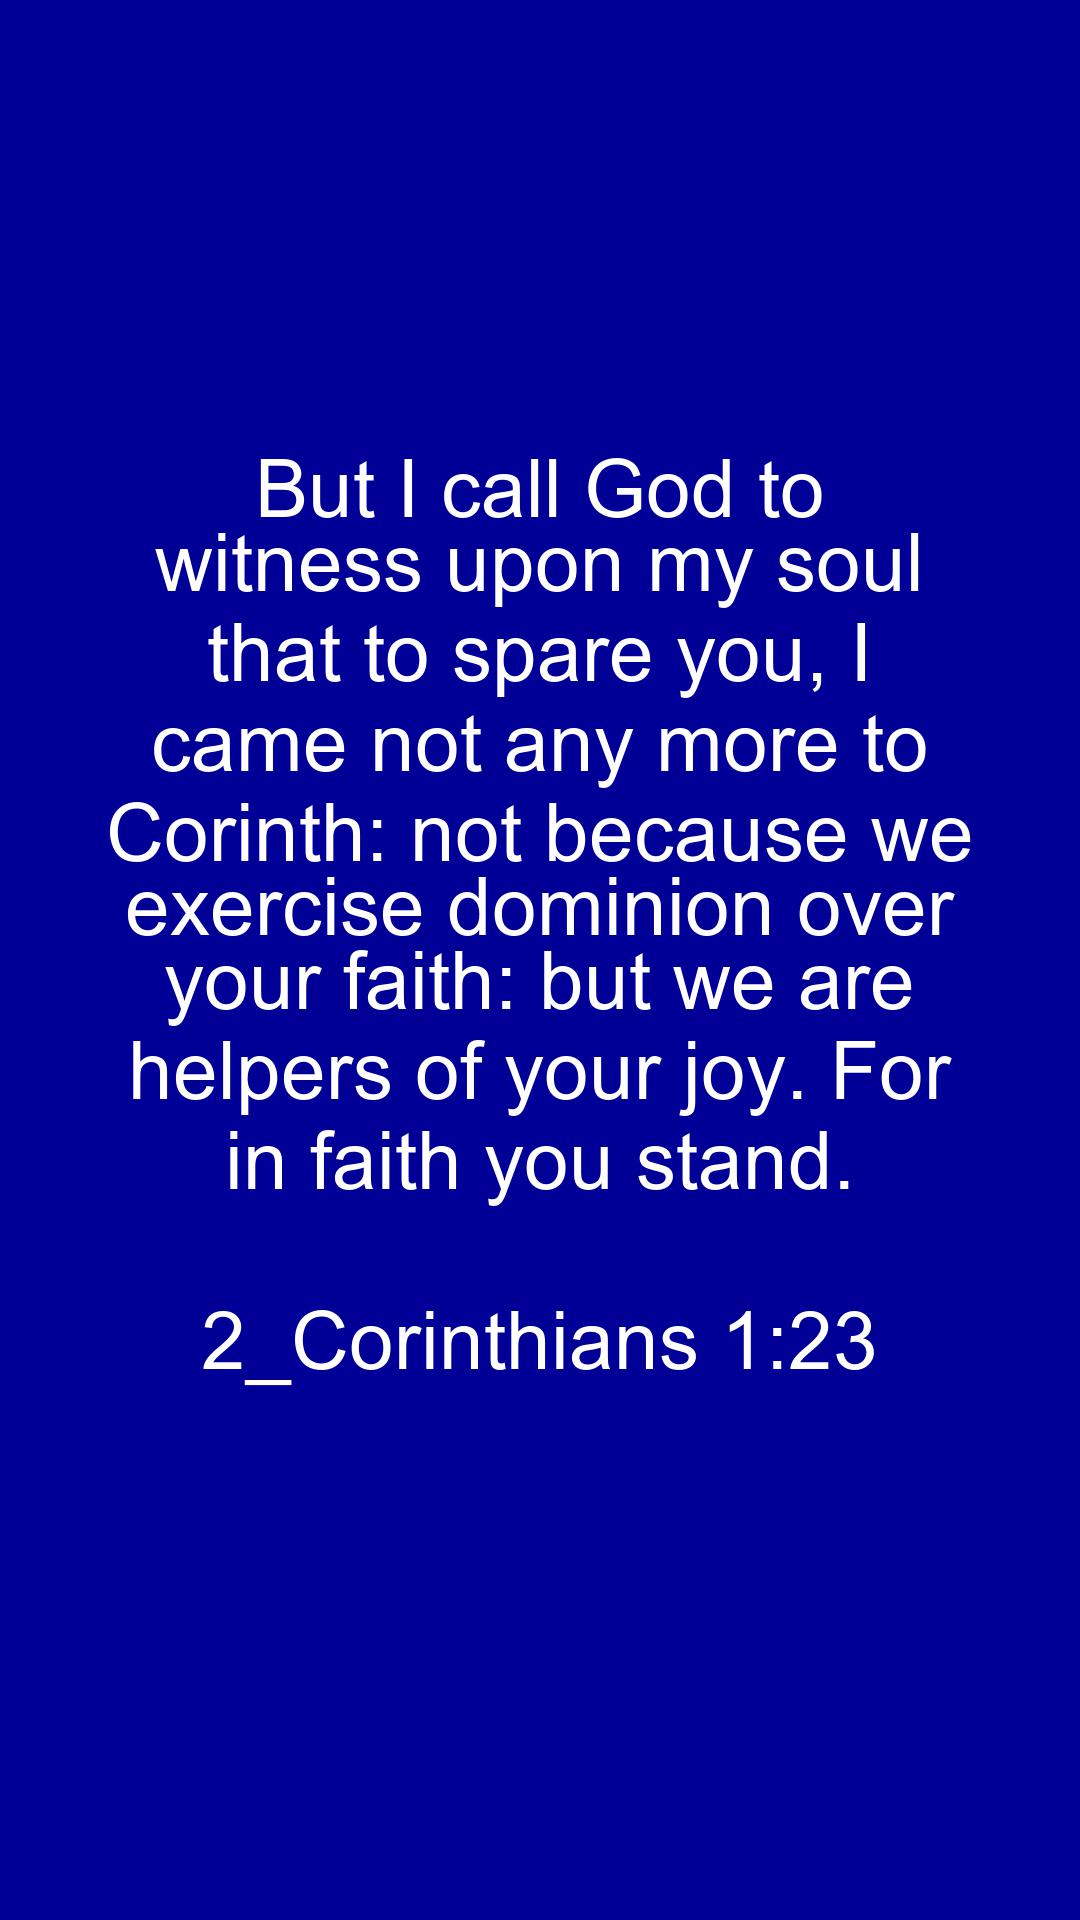 But I call God to
witness upon my soul
that to spare you, I
came not any more to
Corinth: not because we
exercise dominion over
your faith: but we are
helpers of your joy. For
in faith you stand.
2_Corinthians 1:23